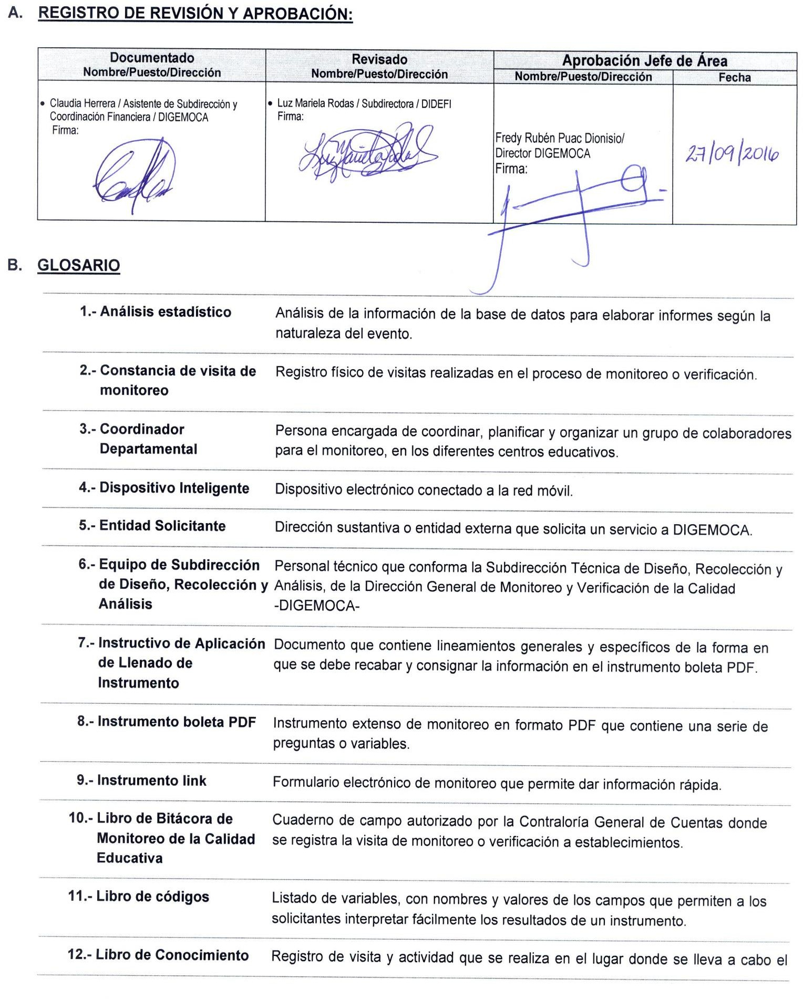 A. REGISTRO DE REVISIÓN Y APROBACIÓN:
Documentado
Nombre/Puesto/Dirección
Revisado
Nombre/Puesto/Dirección
Aprobación Jefe de Área
Nombre/Puesto/Dirección
Fecha
• Claudia Herrera / Asistente de Subdirección y
Coordinación Financiera / DIGEMOCA
Firma:
• Luz Mariela Rodas / Subdirectora / DIDEFI
Firma:
Luz Mariela Rodas
Fredy Rubén Puac Dionisio/
Director DIGEMOCA
Firma:
27/09/2016
B. GLOSARIO
1.- Análisis estadístico
Análisis de la información de la base de datos para elaborar informes según la
naturaleza del evento.
2.- Constancia de visita de
monitoreo
Registro físico de visitas realizadas en el proceso de monitoreo o verificación.
3.- Coordinador
Departamental
Persona encargada de coordinar, planificar y organizar un grupo de colaboradores
para el monitoreo, en los diferentes centros educativos.
4.- Dispositivo Inteligente
Dispositivo electrónico conectado a la red móvil.
5.- Entidad Solicitante
Dirección sustantiva o entidad externa que solicita un servicio a DIGEMOCA.
6.- Equipo de Subdirección
de Diseño, Recolección y
Análisis
Personal técnico que conforma la Subdirección Técnica de Diseño, Recolección y
Análisis, de la Dirección General de Monitoreo y Verificación de la Calidad
-DIGEMOCA-
7.- Instructivo de Aplicación
de Llenado de
Instrumento
Documento que contiene lineamientos generales y específicos de la forma en
que se debe recabar y consignar la información en el instrumento boleta PDF.
8.- Instrumento boleta PDF
Instrumento extenso de monitoreo en formato PDF que contiene una serie de
preguntas o variables.
9.- Instrumento link
Formulario electrónico de monitoreo que permite dar información rápida.
10.- Libro de Bitácora de
Monitoreo de la Calidad
Educativa
Cuaderno de campo autorizado por la Contraloría General de Cuentas donde
se registra la visita de monitoreo o verificación a establecimientos.
11.- Libro de códigos
Listado de variables, con nombres y valores de los campos que permiten a los
solicitantes interpretar fácilmente los resultados de un instrumento.
12.- Libro de Conocimiento
Registro de visita y actividad que se realiza en el lugar donde se lleva a cabo el